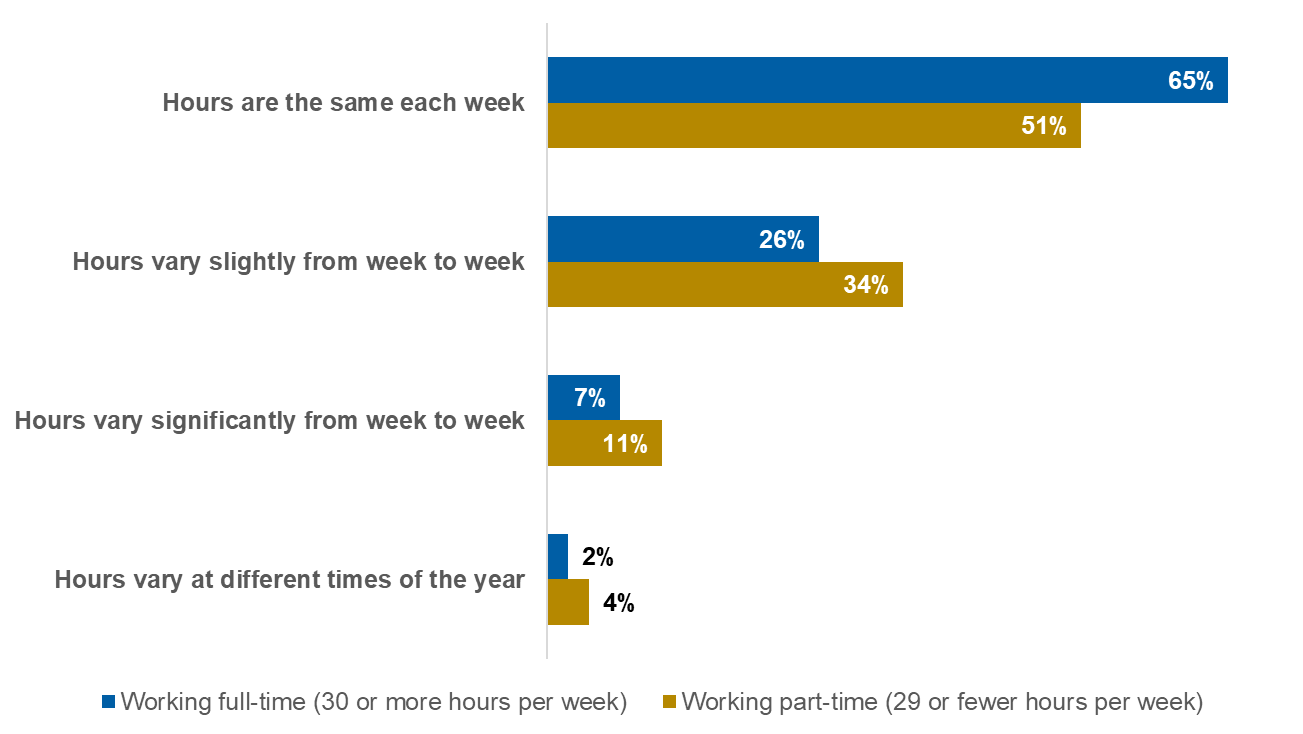 Hours are the same each week
65%
51%
Hours vary slightly from week to week
26%
34%
Hours vary significantly from week to week
7%
11%
Hours vary at different times of the year
2%
4%
Working full-time (30 or more hours per week)
Working part-time (29 or fewer hours per week)